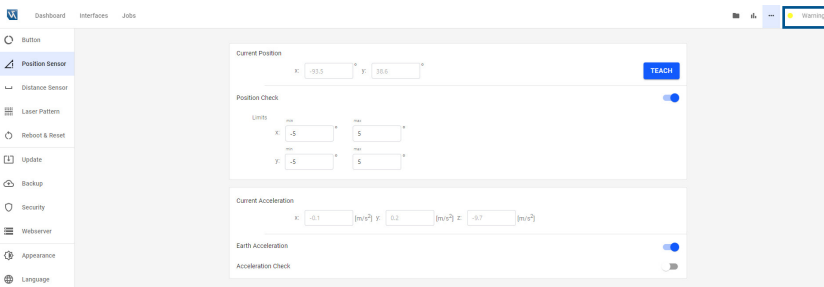 Dashboard Interfaces Jobs Warning
Button
Position Sensor
Distance Sensor
Laser Pattern
Reboot & Reset
Update
Backup
Security
Webserver
Appearance
Language
Current Position
x: -93.5 ° y: 38.6 °
TEACH
Position Check
Limits
min max
x: -5 ° 5 °
min max
y: -5 ° 5 °
Current Acceleration
x: -0.1 [m/s²] y: 0.2 [m/s²] z: -9.7 [m/s²]
Earth Acceleration
Acceleration Check